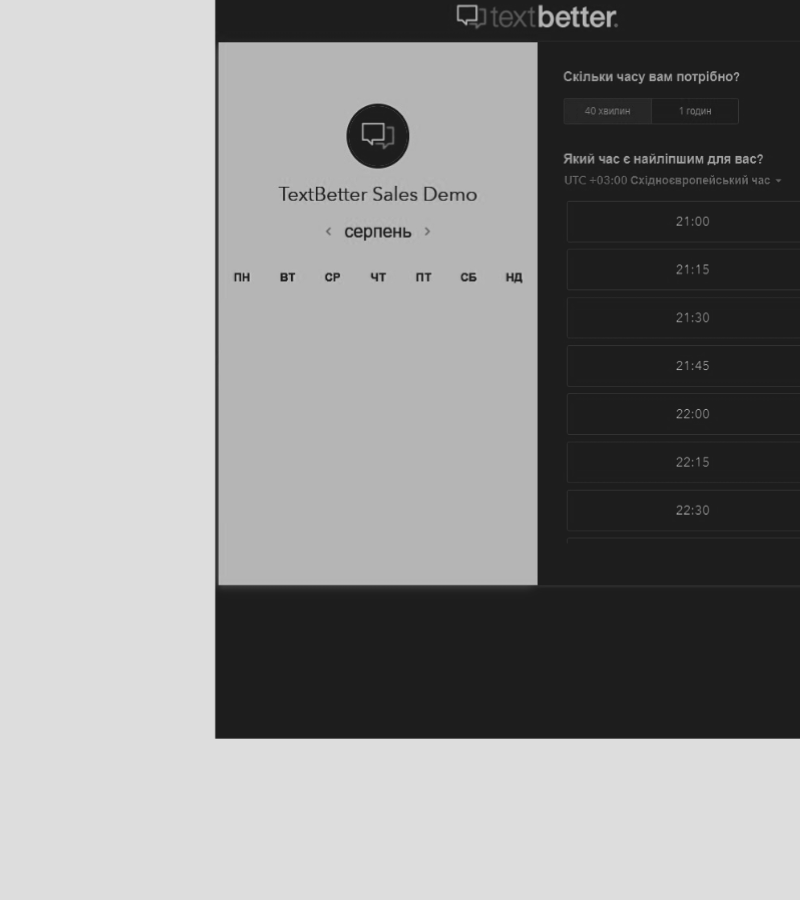 textbetter.
TextBetter Sales Demo
серпень
ПН ВТ СР ЧТ ПТ СБ НД
Скільки часу вам потрібно?
40 хвилин 1 годин
Який час є найліпшим для вас?
UTC +03:00 Східноєвропейський час
21:00
21:15
21:30
21:45
22:00
22:15
22:30